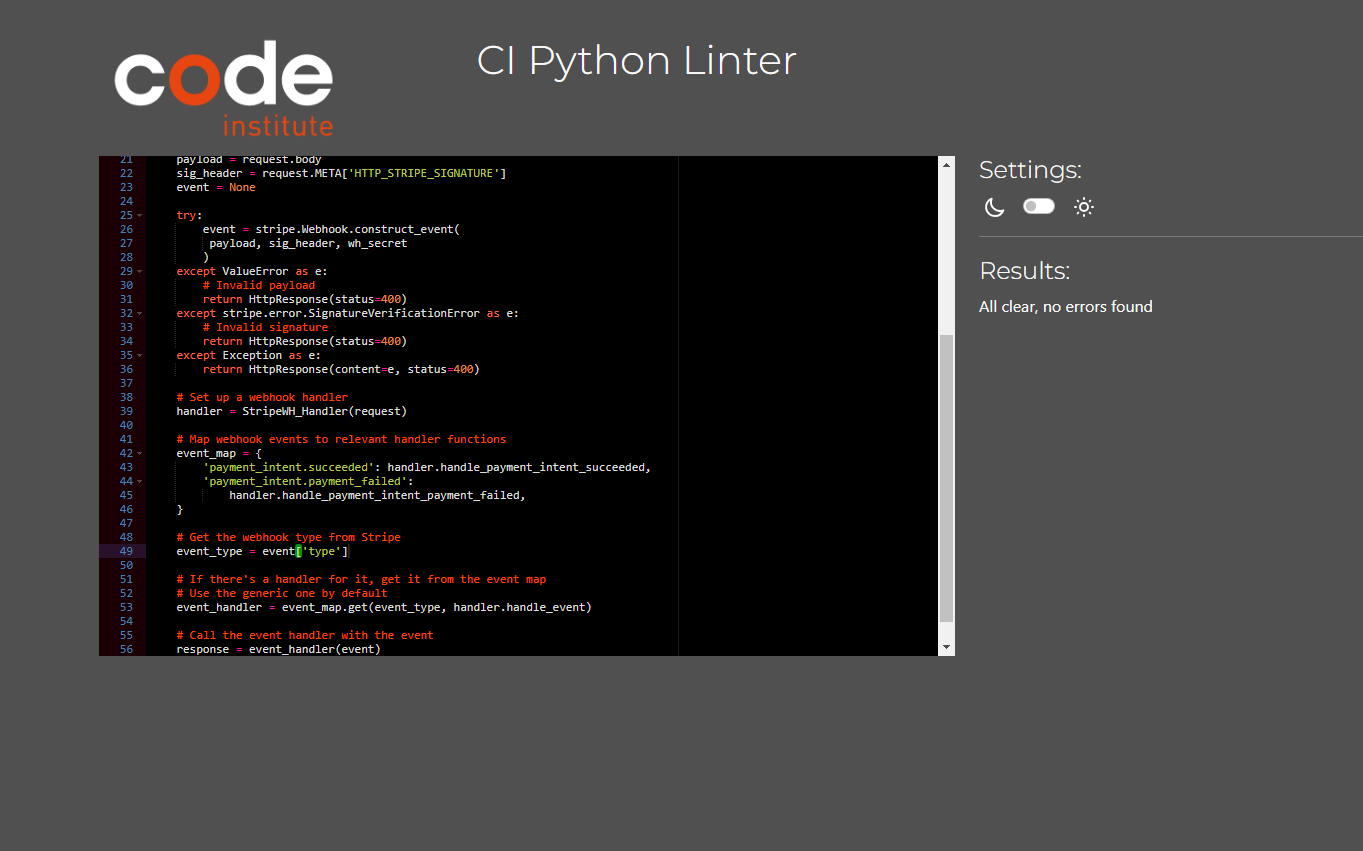 code
institute
CI Python Linter
21 payload = request.body
22 sig_header = request.META['HTTP_STRIPE_SIGNATURE']
23 event = None
24
25 try:
26 event = stripe.Webhook.construct_event(
27 payload, sig_header, wh_secret
28 )
29 except ValueError as e:
30 # Invalid payload
31 return HttpResponse(status=400)
32 except stripe.error.SignatureVerificationError as e:
33 # Invalid signature
34 return HttpResponse(status=400)
35 except Exception as e:
36 return HttpResponse(content=e, status=400)
37
38 # Set up a webhook handler
39 handler = StripeWH_Handler(request)
40
41 # Map webhook events to relevant handler functions
42 event_map = {
43 'payment_intent.succeeded': handler.handle_payment_intent_succeeded,
44 'payment_intent.payment_failed':
45 handler.handle_payment_intent_payment_failed,
46 }
47
48 # Get the webhook type from Stripe
49 event_type = event['type']
50
51 # If there's a handler for it, get it from the event map
52 # Use the generic one by default
53 event_handler = event_map.get(event_type, handler.handle_event)
54
55 # Call the event handler with the event
56 response = event_handler(event)
Settings:
Results:
All clear, no errors found